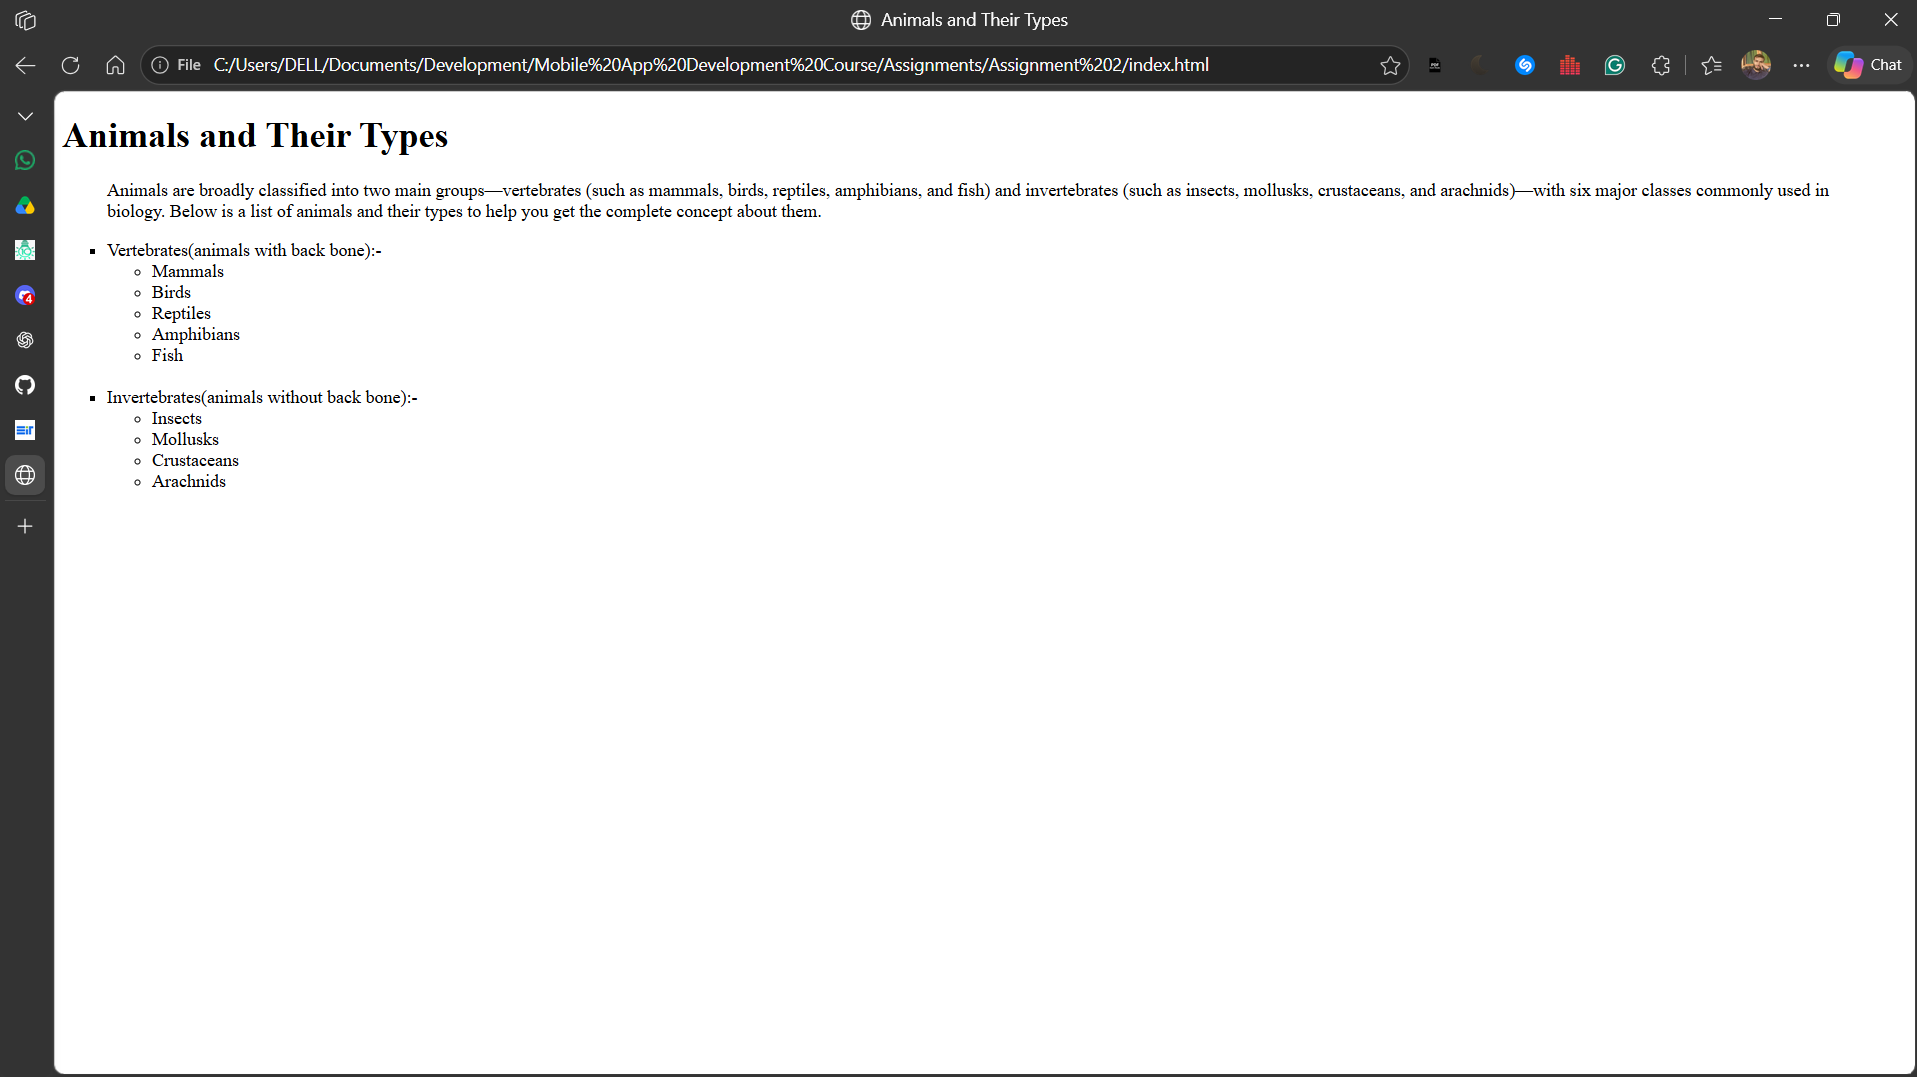 Animals and Their Types
File C:/Users/DELL/Documents/Development/Mobile%20App%20Development%20Course/Assignments/Assignment%202/index.html
Chat
Animals and Their Types
Animals are broadly classified into two main groups—vertebrates (such as mammals, birds, reptiles, amphibians, and fish) and invertebrates (such as insects, mollusks, crustaceans, and arachnids)—with six major classes commonly used in
biology. Below is a list of animals and their types to help you get the complete concept about them.
Vertebrates(animals with back bone):-
Mammals
Birds
Reptiles
Amphibians
Fish
Invertebrates(animals without back bone):-
Insects
Mollusks
Crustaceans
Arachnids
4